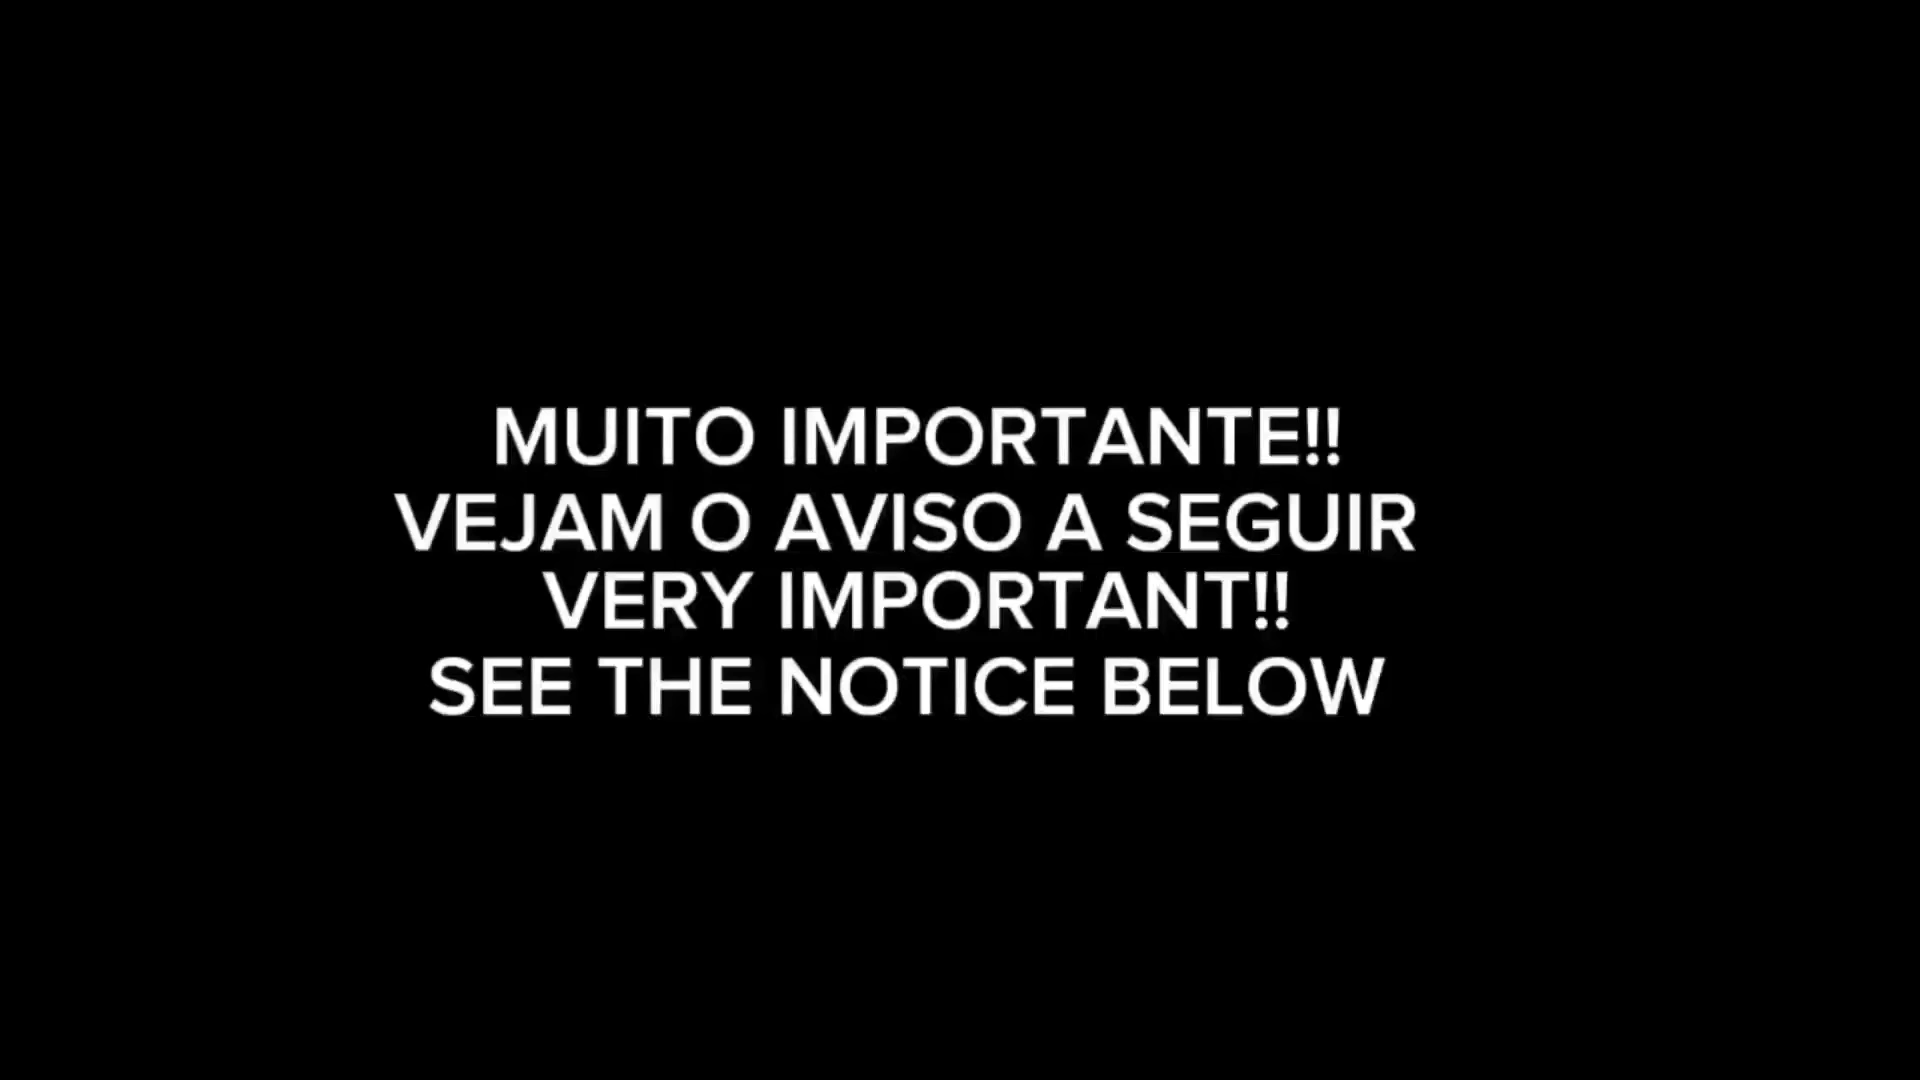 MUITO IMPORTANTE!!
VEJAM O AVISO A SEGUIR
VERY IMPORTANT!!
SEE THE NOTICE BELOW